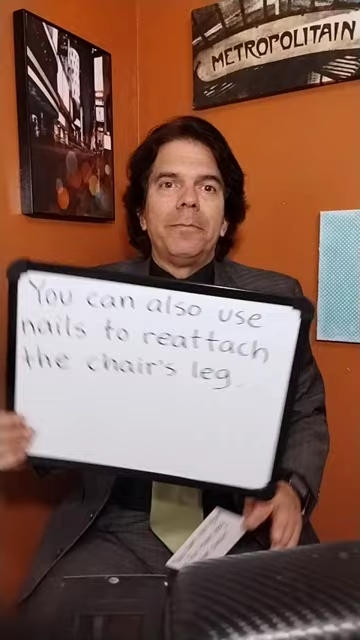 METROPOLITAIN
You can also use
nails to reattach
the chair's leg.